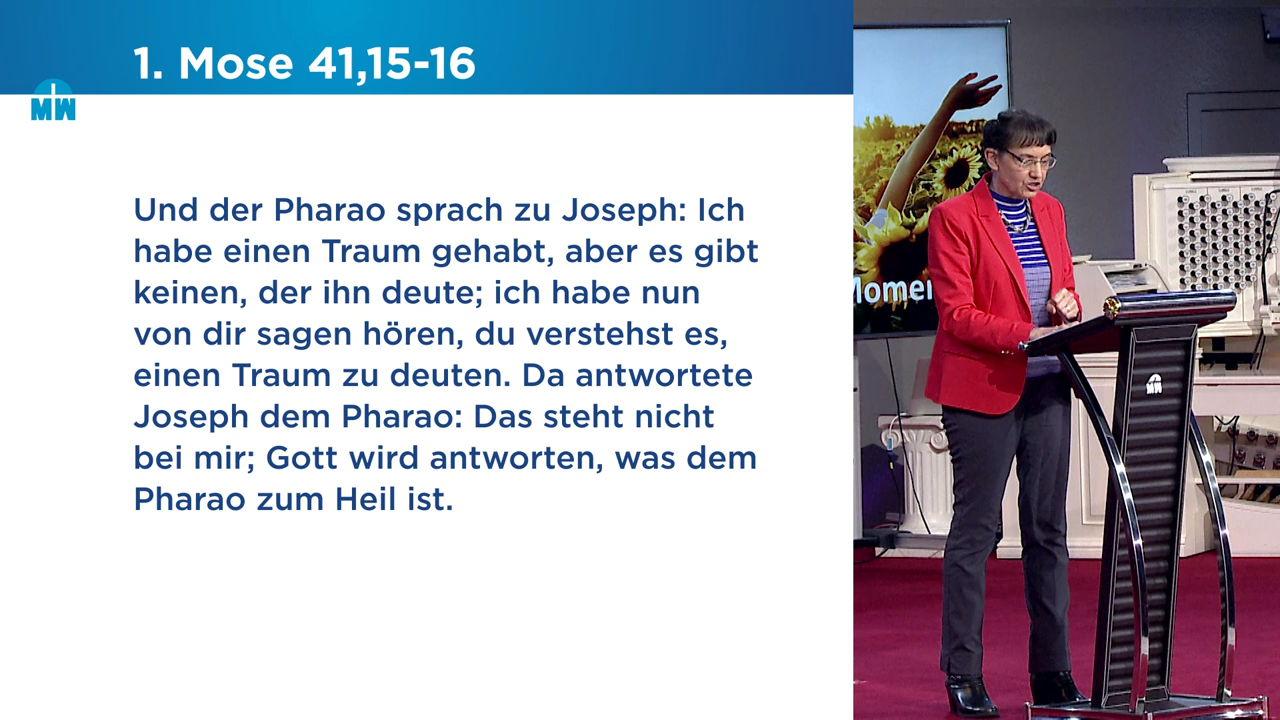 1. Mose 41,15-16
MW
Und der Pharao sprach zu Joseph: Ich
habe einen Traum gehabt, aber es gibt
keinen, der ihn deute; ich habe nun
von dir sagen hören, du verstehst es,
einen Traum zu deuten. Da antwortete
Joseph dem Pharao: Das steht nicht
bei mir; Gott wird antworten, was dem
Pharao zum Heil ist.
MW